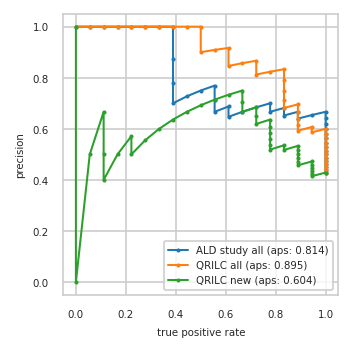 1.0
0.8
0.6
0.4
0.2
0.0
precision
0.0 0.2 0.4 0.6 0.8 1.0
true positive rate
ALD study all (aps: 0.814)
QRILC all (aps: 0.895)
QRILC new (aps: 0.604)